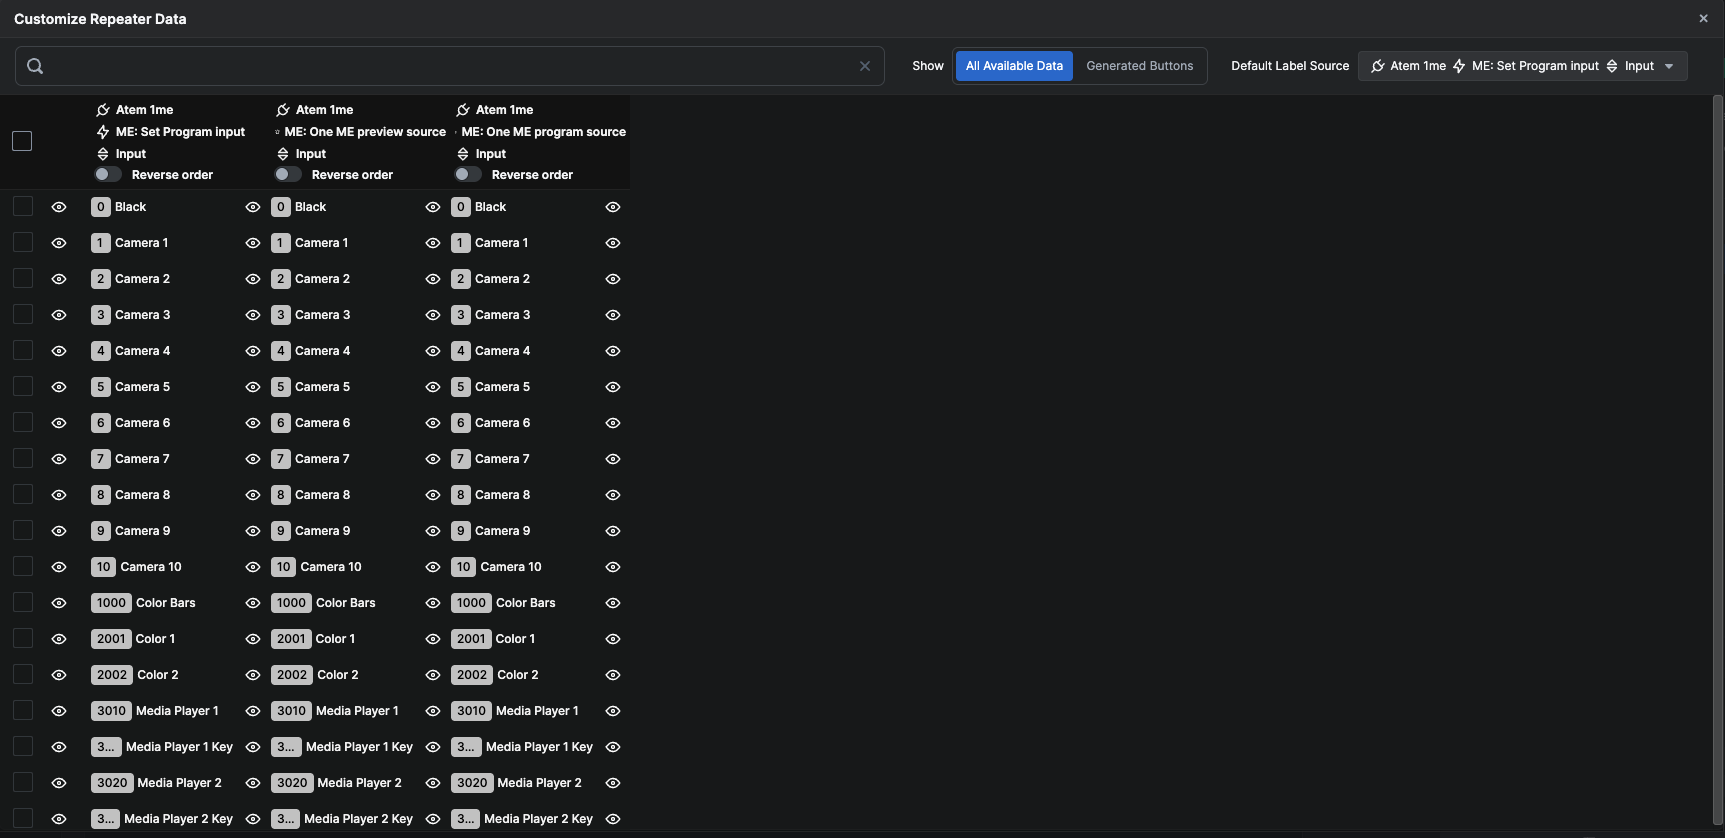 Customize Repeater Data
Show All Available Data Generated Buttons Default Label Source Atem 1me ME: Set Program input Input
Atem 1me Atem 1me Atem 1me
ME: Set Program input ME: One ME preview source ME: One ME program source
Input Input Input
Reverse order Reverse order Reverse order
0 Black 0 Black 0 Black
1 Camera 1 1 Camera 1 1 Camera 1
2 Camera 2 2 Camera 2 2 Camera 2
3 Camera 3 3 Camera 3 3 Camera 3
4 Camera 4 4 Camera 4 4 Camera 4
5 Camera 5 5 Camera 5 5 Camera 5
6 Camera 6 6 Camera 6 6 Camera 6
7 Camera 7 7 Camera 7 7 Camera 7
8 Camera 8 8 Camera 8 8 Camera 8
9 Camera 9 9 Camera 9 9 Camera 9
10 Camera 10 10 Camera 10 10 Camera 10
1000 Color Bars 1000 Color Bars 1000 Color Bars
2001 Color 1 2001 Color 1 2001 Color 1
2002 Color 2 2002 Color 2 2002 Color 2
3010 Media Player 1 3010 Media Player 1 3010 Media Player 1
3... Media Player 1 Key 3... Media Player 1 Key 3... Media Player 1 Key
3020 Media Player 2 3020 Media Player 2 3020 Media Player 2
3... Media Player 2 Key 3... Media Player 2 Key 3... Media Player 2 Key